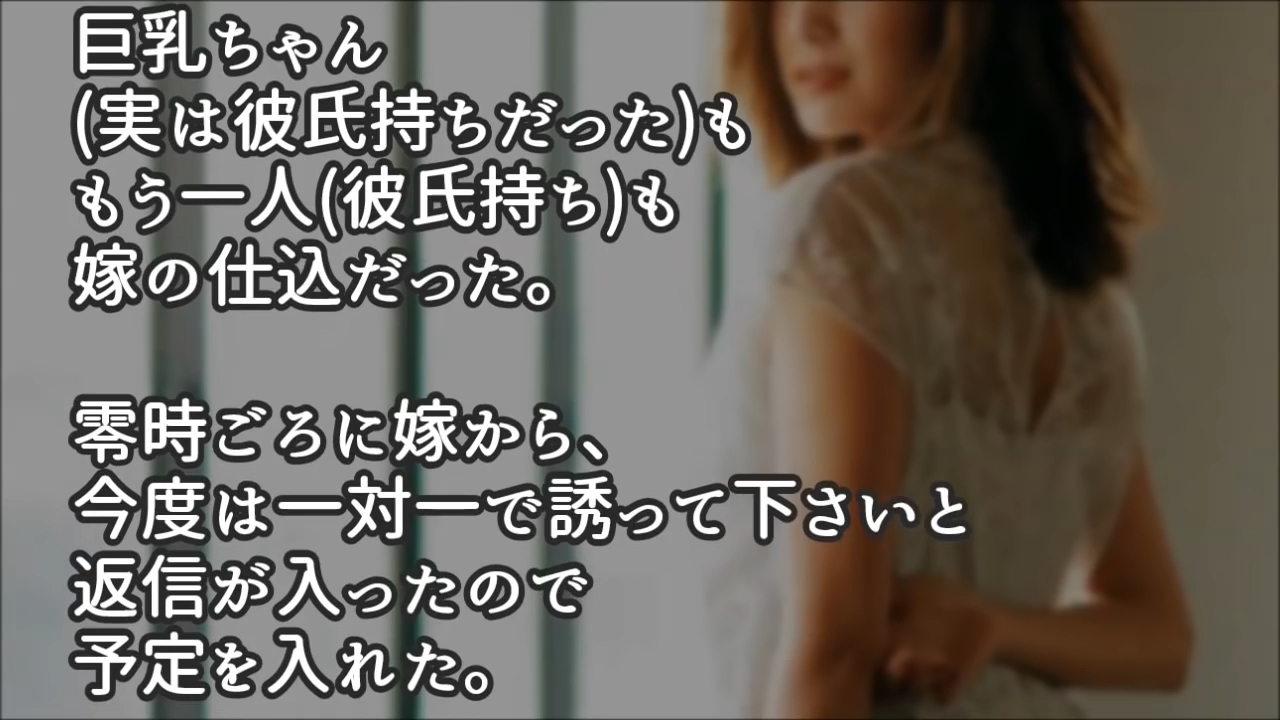 巨乳ちゃん
(実は彼氏持ちだった)も
もう一人(彼氏持ち)も
嫁の仕込だった。
零時ごろに嫁から、
今度は一対一で誘って下さいと
返信が入ったので
予定を入れた。